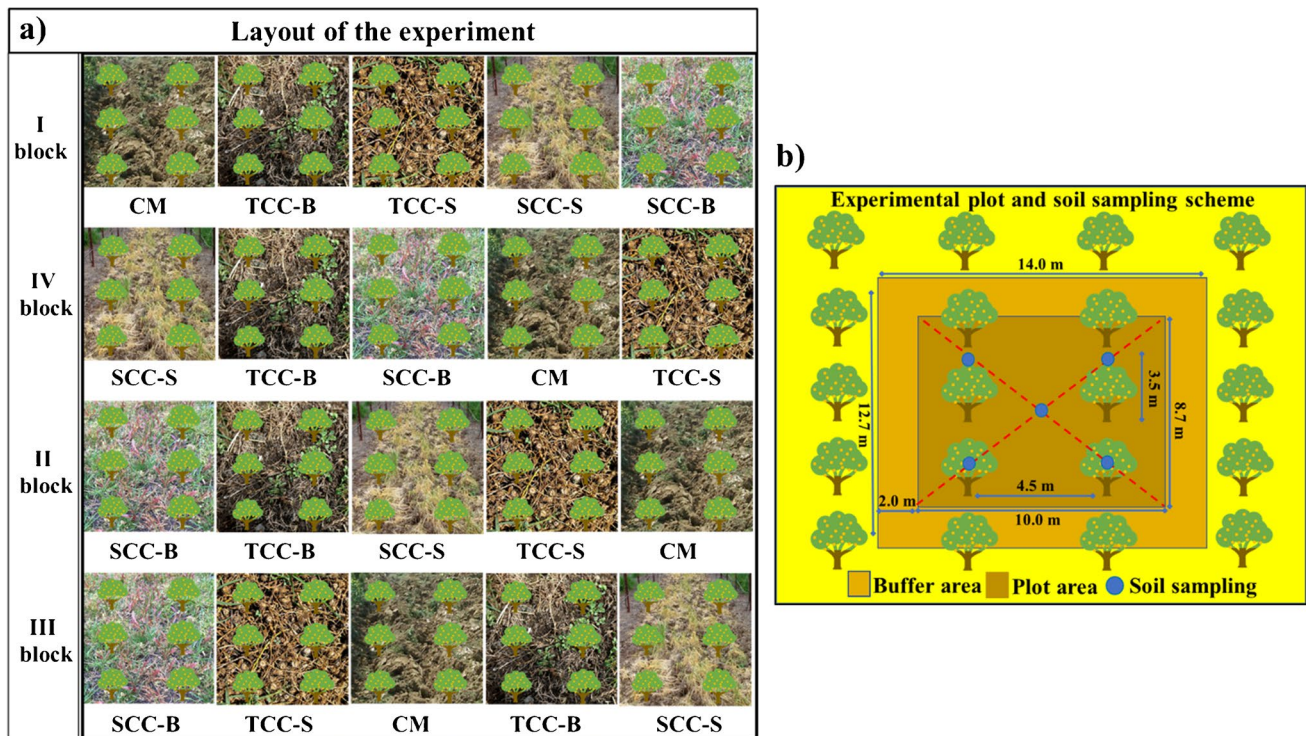 a)
Layout of the experiment
I
block
CM TCC-B TCC-S SCC-S SCC-B
IV
block
SCC-S TCC-B SCC-B CM TCC-S
II
block
SCC-B TCC-B SCC-S TCC-S CM
III
block
SCC-B TCC-S CM TCC-B SCC-S
b)
Experimental plot and soil sampling scheme
14.0 m
12.7 m
3.5 m
8.7 m
4.5 m
2.0 m
10.0 m
Buffer area Plot area Soil sampling